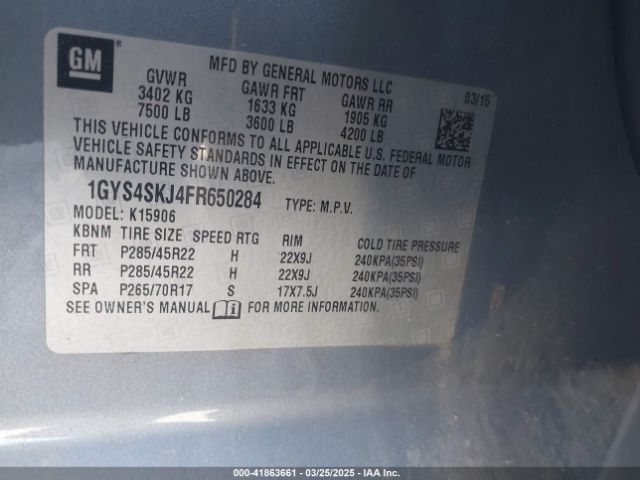 GM
MFD BY GENERAL MOTORS LLC
03/15
GVWR GAWR FRT GAWR RR
3402 KG 1633 KG 1905 KG
7500 LB 3600 LB 4200 LB
THIS VEHICLE CONFORMS TO ALL APPLICABLE U.S. FEDERAL MOTOR
VEHICLE SAFETY STANDARDS IN EFFECT ON THE DATE OF
MANUFACTURE SHOWN ABOVE.
1GYS4SKJ4FR650284 TYPE: M.P.V.
MODEL: K15906
KBNM TIRE SIZE SPEED RTG RIM COLD TIRE PRESSURE
FRT P285/45R22 H 22X9J 240KPA(35PSI)
RR P285/45R22 H 22X9J 240KPA(35PSI)
SPA P265/70R17 S 17X7.5J 240KPA(35PSI)
SEE OWNER'S MANUAL FOR MORE INFORMATION.
000-41863661 - 03/25/2025 - IAA Inc.